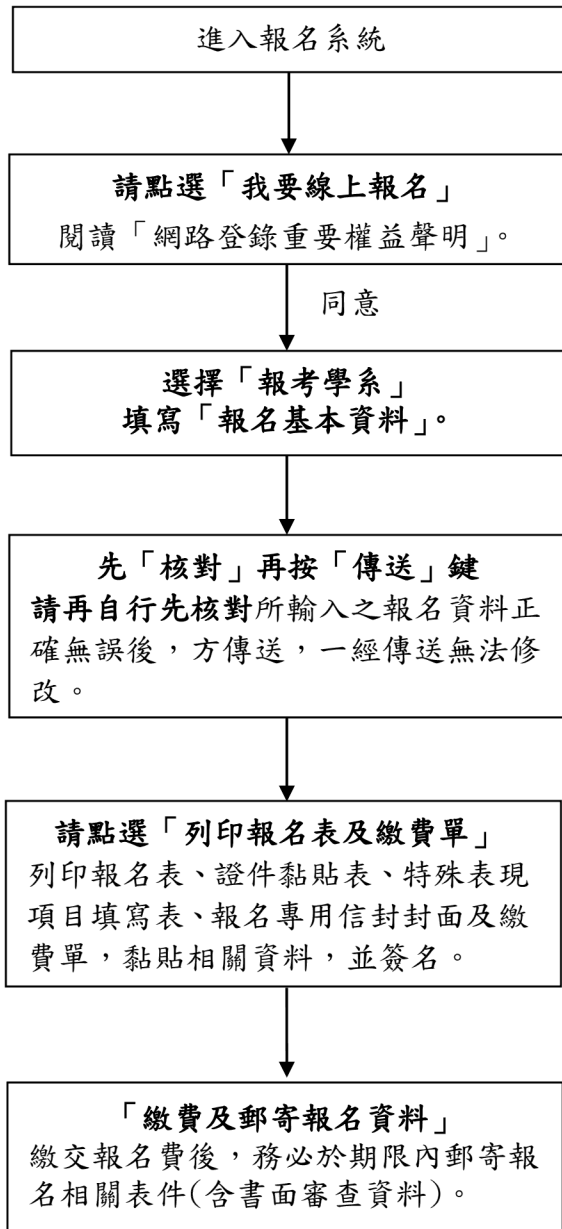 進入報名系統
請點選「我要線上報名」
閱讀「網路登錄重要權益聲明」。
同意
選擇「報考學系」
填寫「報名基本資料」。
先「核對」再按「傳送」鍵
請再自行先核對所輸入之報名資料正
確無誤後，方傳送，一經傳送無法修
改。
請點選「列印報名表及繳費單」
列印報名表、證件黏貼表、特殊表現
項目填寫表、報名專用信封封面及繳
費單，黏貼相關資料，並簽名。
「繳費及郵寄報名資料」
繳交報名費後，務必於期限內郵寄報
名相關表件(含書面審查資料)。